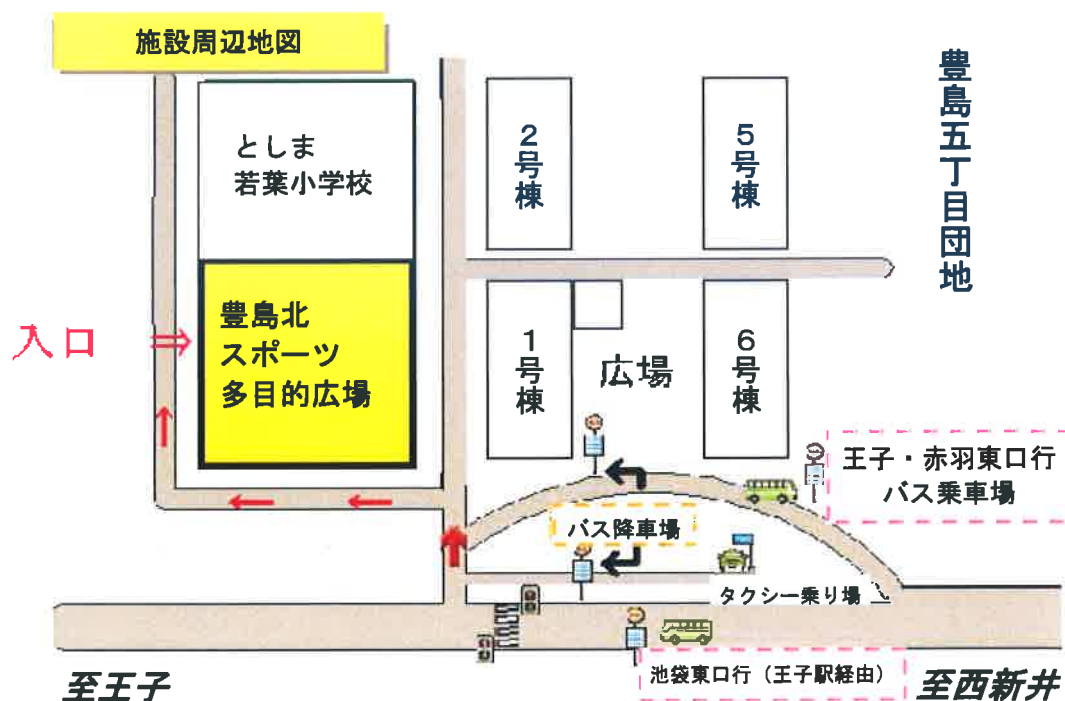 施設周辺地図
としま
若葉小学校
2号棟
5号棟
豊島五丁目団地
入口
豊島北
スポーツ
多目的広場
1号棟
広場
6号棟
王子・赤羽東口行
バス乗車場
バス降車場
タクシー乗り場
池袋東口行（王子駅経由）
至王子
至西新井